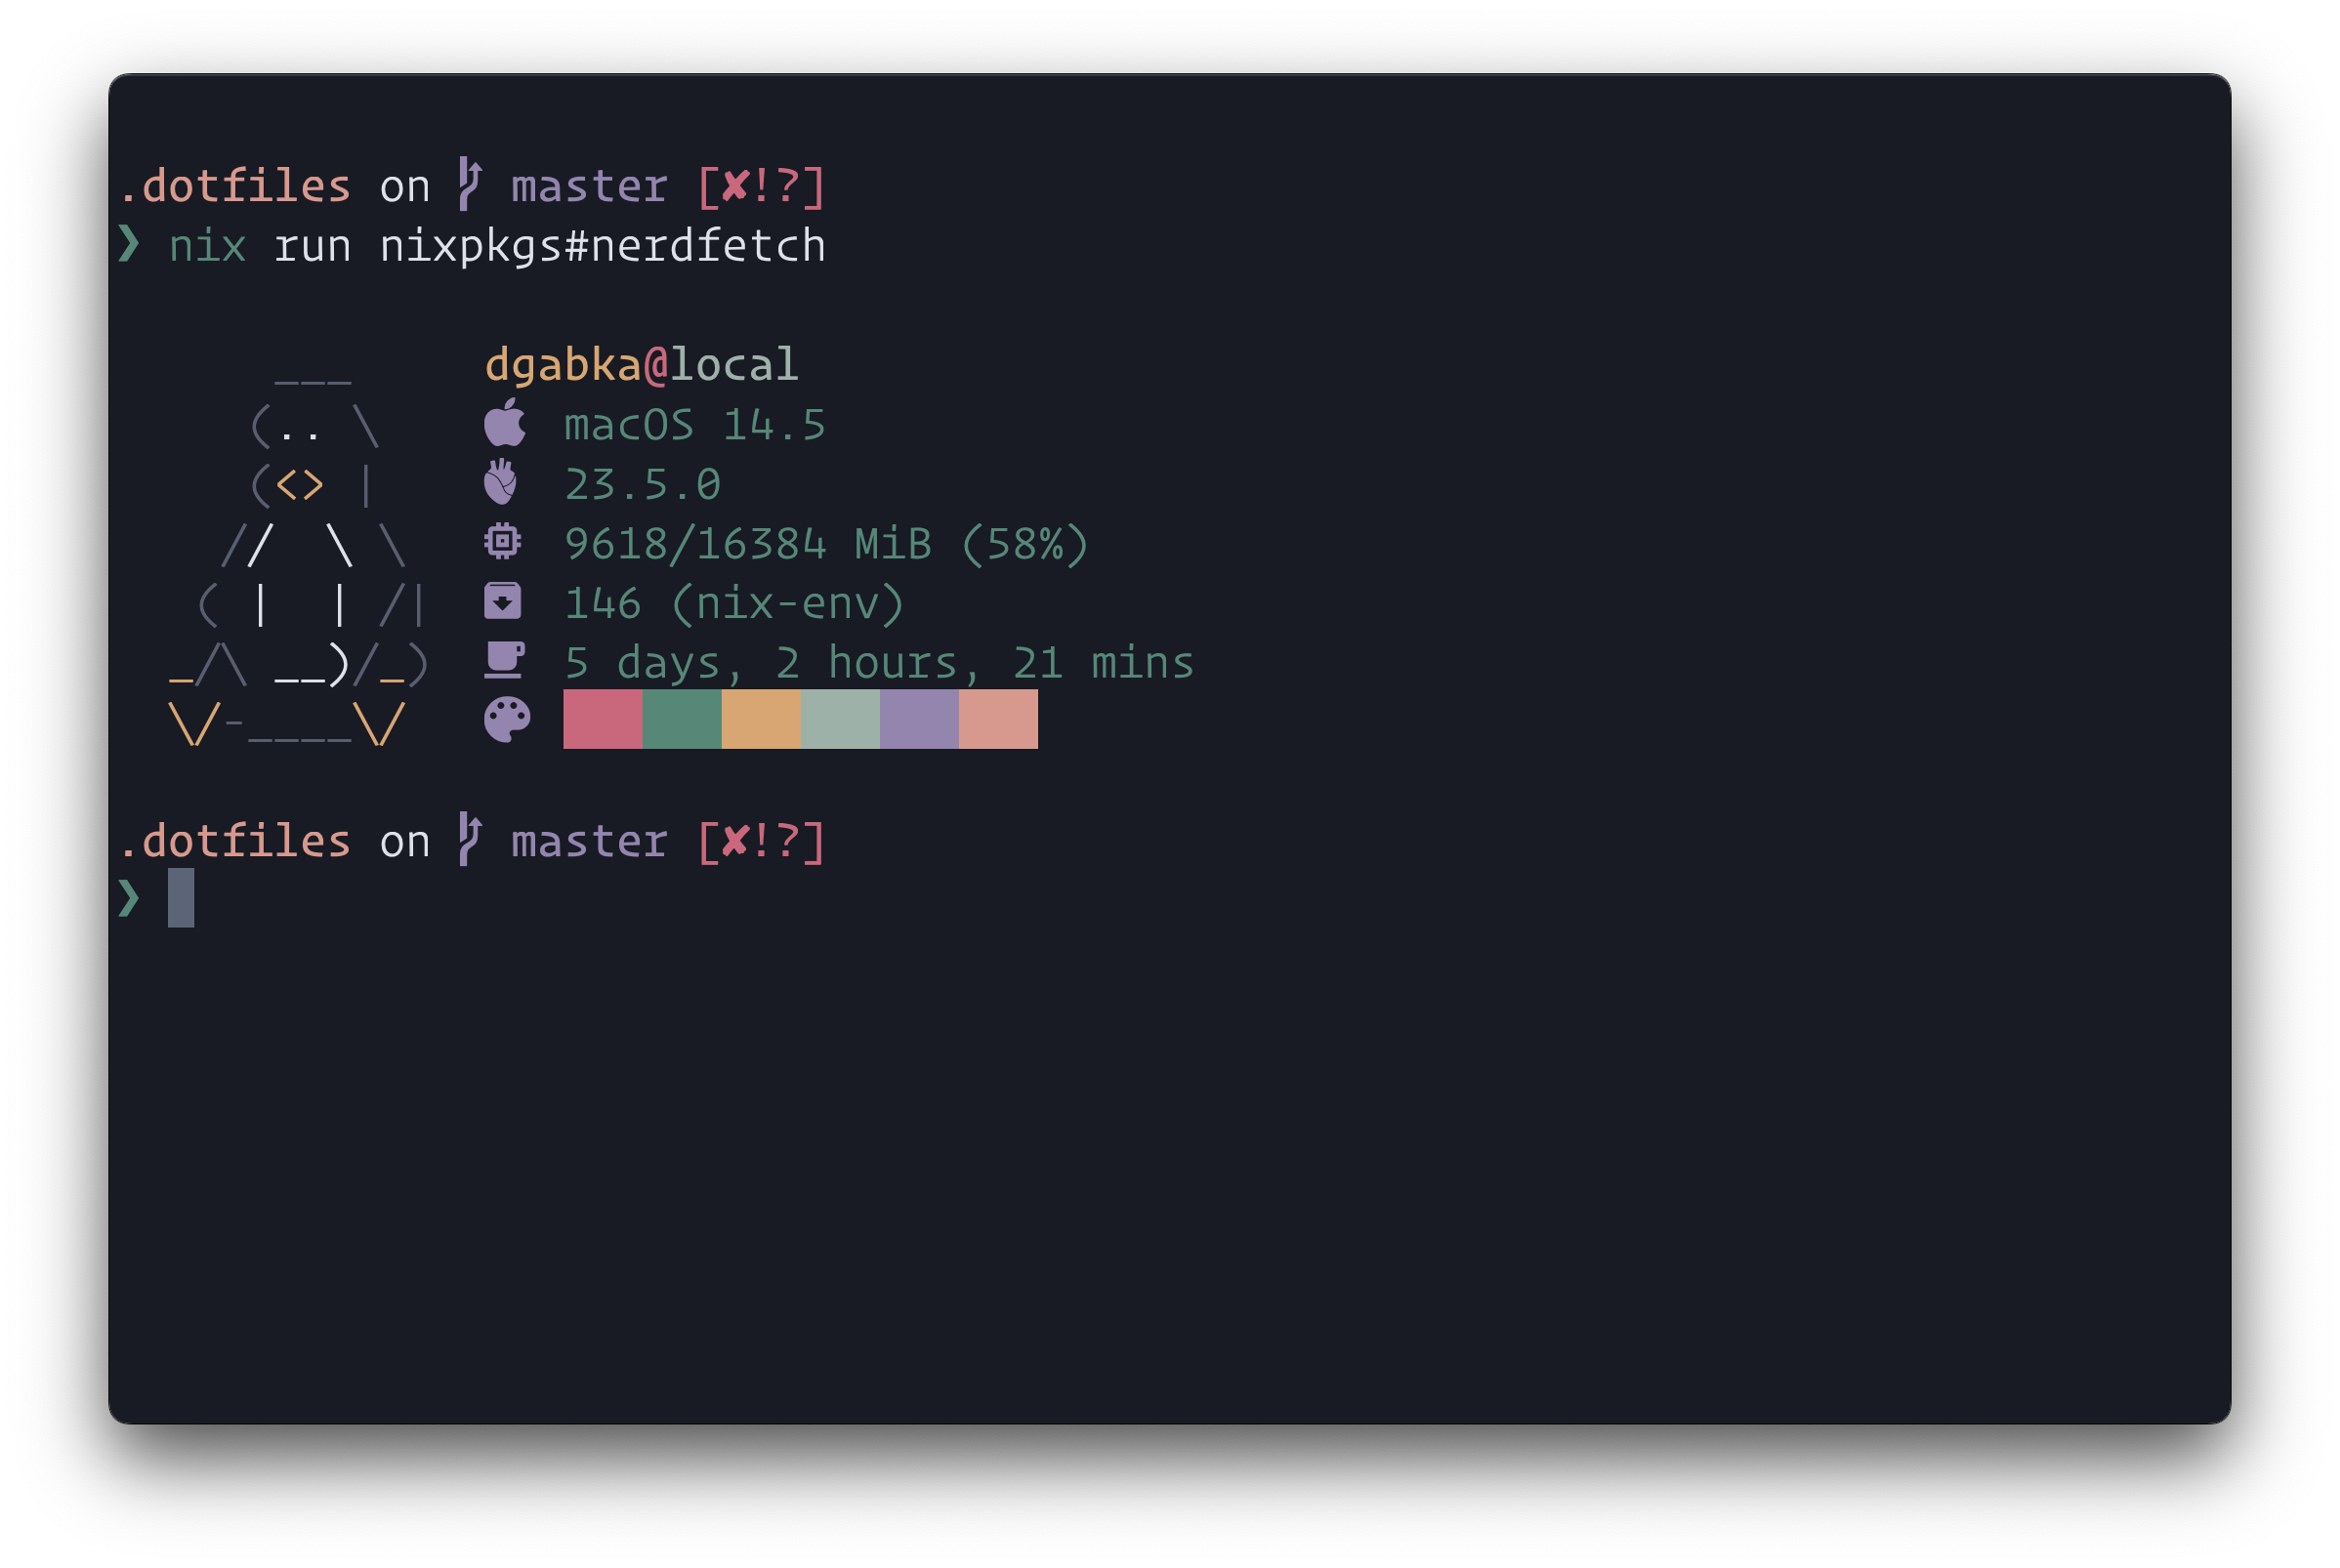 .dotfiles on master [✘!?]
❯ nix run nixpkgs#nerdfetch
dgabka@local
     ___
    (.. \     macOS 14.5
    (<> |     23.5.0
   //  \ \    9618/16384 MiB (58%)
  ( |  | /|   146 (nix-env)
 _/\ __)/_)   5 days, 2 hours, 21 mins
 \/-____\/
.dotfiles on master [✘!?]
❯